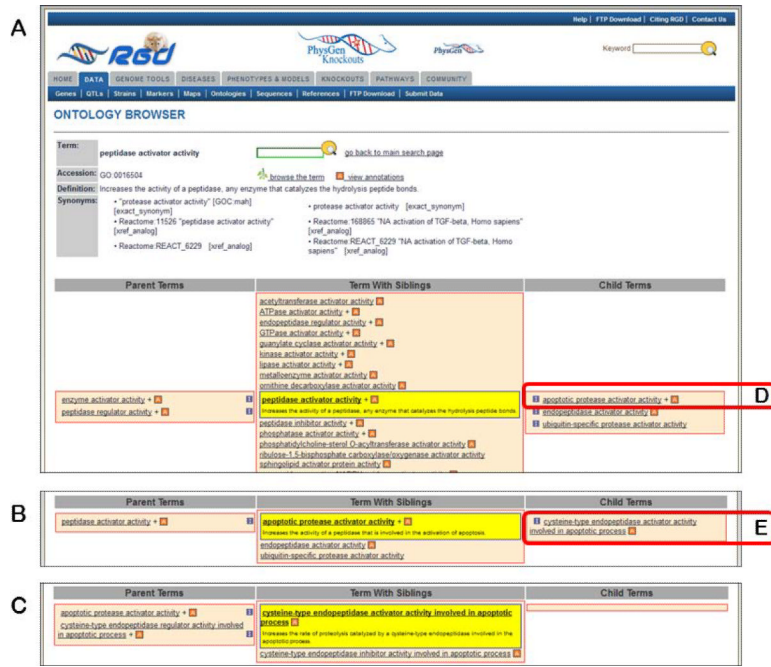 A
Help | FTP Download | Citing RGD | Contact Us
RGD
PhysGen
Knockouts
PhysGen
Keyword
HOME DATA GENOME TOOLS DISEASES PHENOTYPES & MODELS KNOCKOUTS PATHWAYS COMMUNITY
Genes | QTLs | Strains | Markers | Maps | Ontologies | Sequences | References | FTP Download | Submit Data
ONTOLOGY BROWSER
Term: peptidase activator activity go back to main search page
Accession: GO:0016504 browse the term A view annotations
Definition: Increases the activity of a peptidase, any enzyme that catalyzes the hydrolysis peptide bonds.
Synonyms:
• "protease activator activity" [GOC:mah]
[exact_synonym]
• Reactome:11526 "peptidase activator activity"
[xref_analog]
• Reactome:REACT_6229 [xref_analog]
• protease activator activity [exact_synonym]
• Reactome:168865 "NA activation of TGF-beta, Homo sapiens"
[xref_analog]
• Reactome:REACT_6229 "NA activation of TGF-beta, Homo
sapiens" [xref_analog]
Parent Terms Term With Siblings Child Terms
acetyltransferase activator activity A
ATPase activator activity + A
endopeptidase regulator activity + A
GTPase activator activity + A
guanylate cyclase activator activity + A
kinase activator activity + A
lipase activator activity + A
metalloenzyme activator activity + A
ornithine decarboxylase activator activity A
enzyme activator activity + A I
peptidase regulator activity + A I
peptidase activator activity + A
Increases the activity of a peptidase, any enzyme that catalyzes the hydrolysis peptide bonds.
I apoptotic protease activator activity + A
D
I endopeptidase activator activity A
I ubiquitin-specific protease activator activity
peptidase inhibitor activity + A
phosphatase activator activity + A
phosphatidylcholine-sterol O-acyltransferase activator activity A
ribulose-1,5-bisphosphate carboxylase/oxygenase activator activity
sphingolipid activator protein activity A
B
Parent Terms Term With Siblings Child Terms
peptidase activator activity + A I
apoptotic protease activator activity + A
Increases the activity of a peptidase that is involved in the activation of apoptosis.
endopeptidase activator activity A
ubiquitin-specific protease activator activity
I cysteine-type endopeptidase activator activity
involved in apoptotic process A
E
C
Parent Terms Term With Siblings Child Terms
apoptotic protease activator activity + A I
cysteine-type endopeptidase regulator activity involved
in apoptotic process + A I
cysteine-type endopeptidase activator activity involved in apoptotic
process A
Increases the rate of proteolysis catalyzed by a cysteine-type endopeptidase involved in the
apoptotic process.
cysteine-type endopeptidase inhibitor activity involved in apoptotic process A